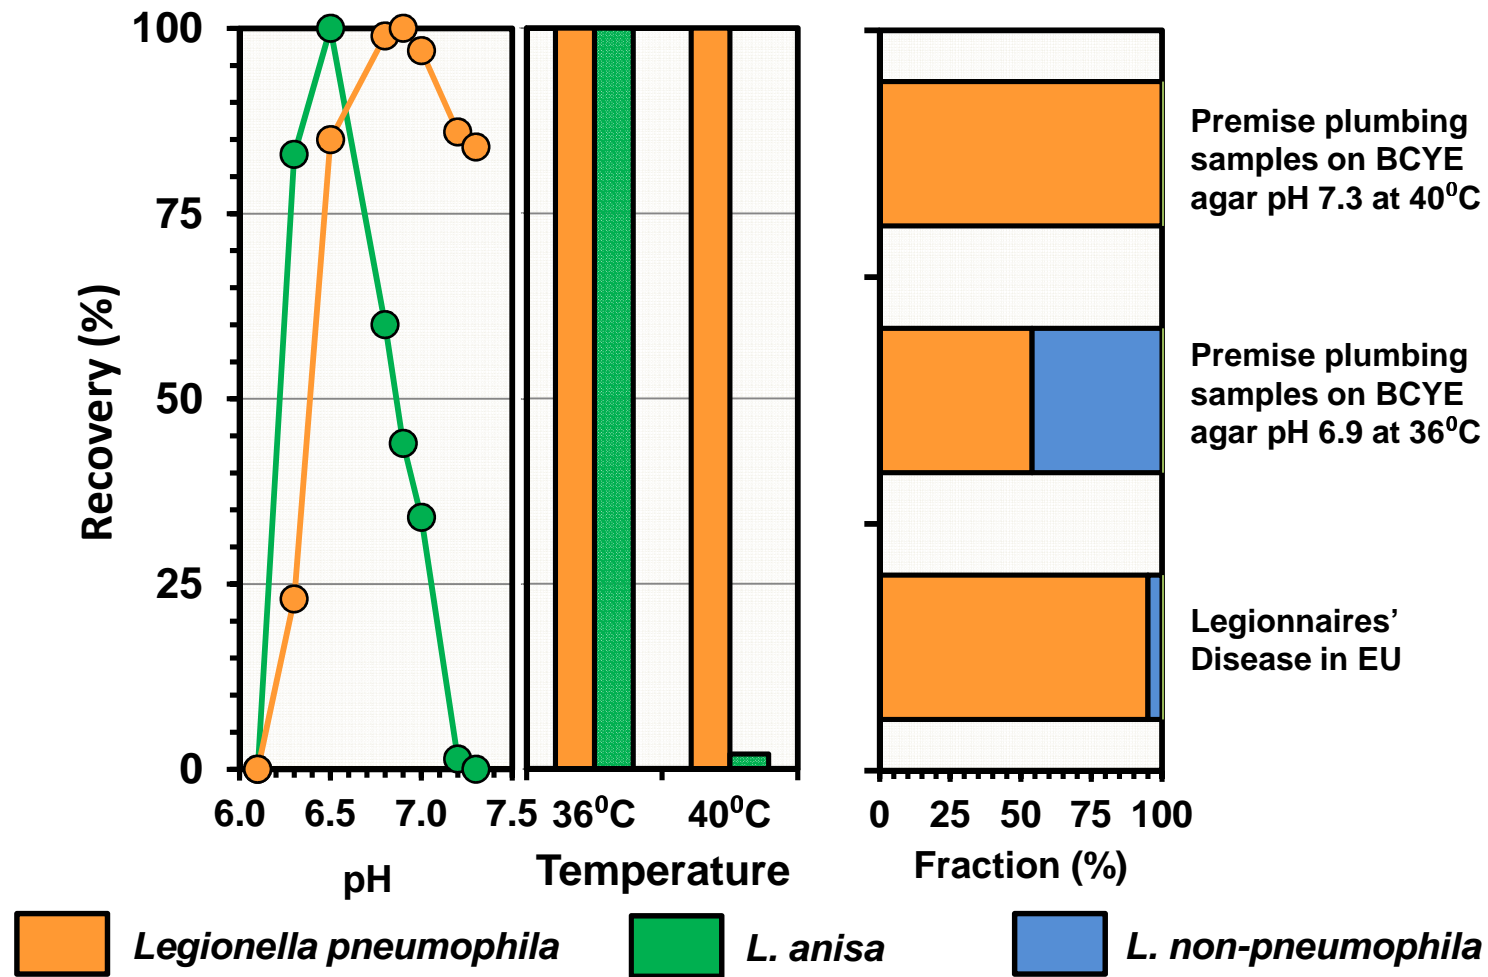 Recovery (%)
100
75
50
25
0
6.0 6.5 7.0 7.5
pH
36⁰C 40⁰C
Temperature
0 25 50 75 100
Fraction (%)
Premise plumbing
samples on BCYE
agar pH 7.3 at 40⁰C
Premise plumbing
samples on BCYE
agar pH 6.9 at 36⁰C
Legionnaires’
Disease in EU
Legionella pneumophila
L. anisa
L. non-pneumophila